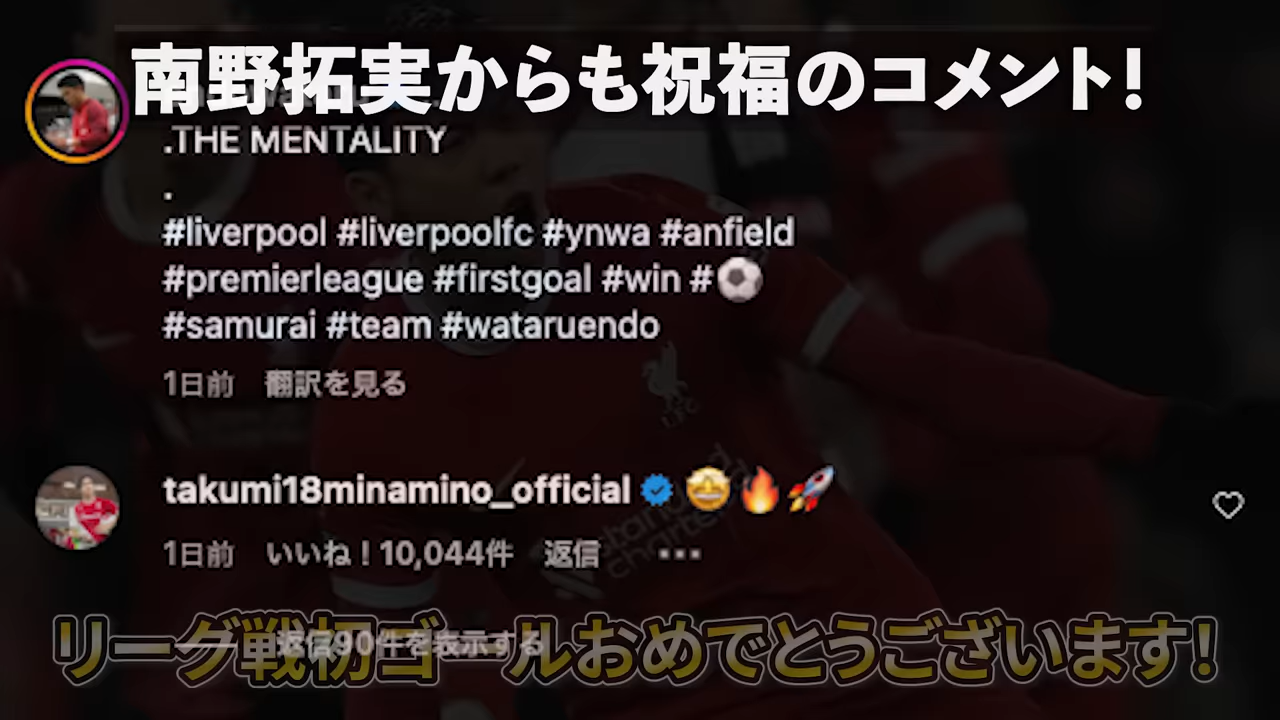 南野拓実からも祝福のコメント!
.THE MENTALITY
.
#liverpool #liverpoolfc #ynwa #anfield
#premierleague #firstgoal #win #⚽
#samurai #team #wataruendo
1日前 翻訳を見る
takumi18minamino_official 🤩🔥🚀
1日前 いいね!10,044件 返信 •••
返信90件を表示する
リーグ戦初ゴールおめでとうございます!
standard
chartered
LFC